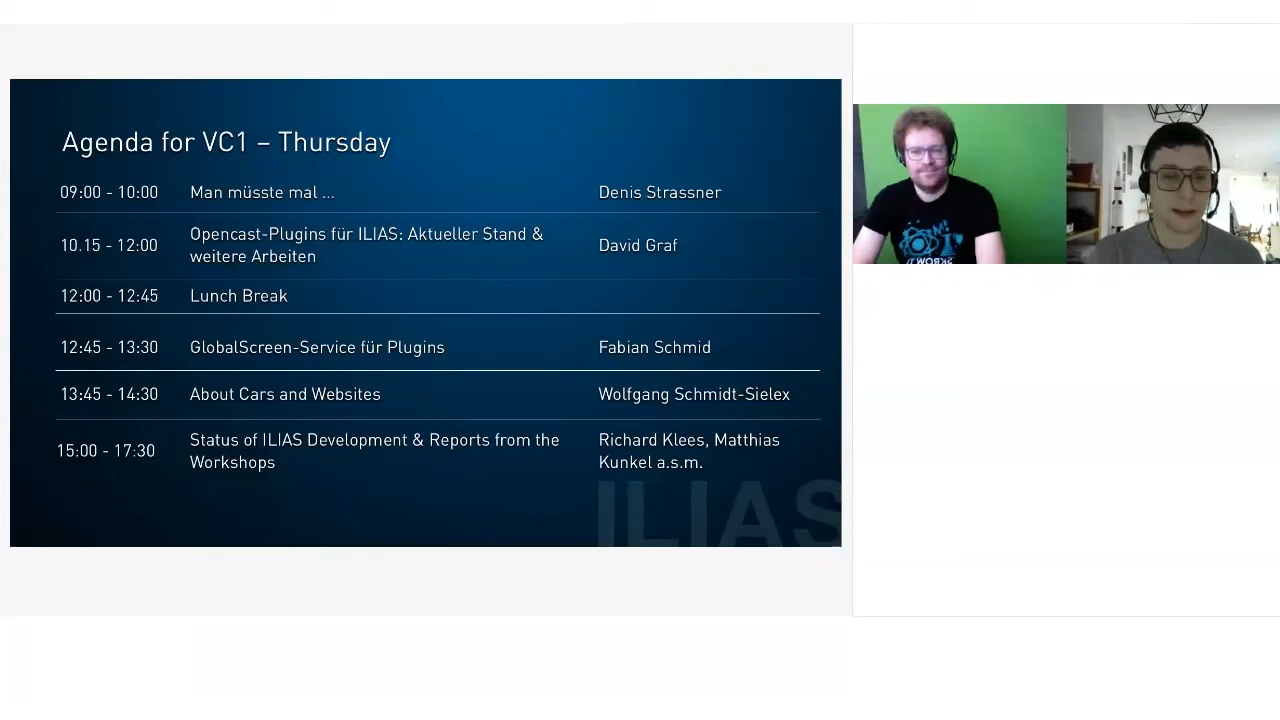 Agenda for VC1 – Thursday
09:00 - 10:00 Man müsste mal ... Denis Strassner
10.15 - 12:00 Opencast-Plugins für ILIAS: Aktueller Stand & weitere Arbeiten David Graf
12:00 - 12:45 Lunch Break
12:45 - 13:30 GlobalScreen-Service für Plugins Fabian Schmid
13:45 - 14:30 About Cars and Websites Wolfgang Schmidt-Sielex
15:00 - 17:30 Status of ILIAS Development & Reports from the Workshops Richard Klees, Matthias Kunkel a.s.m.
ILIAS